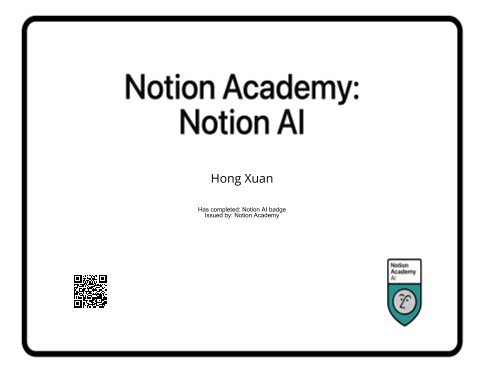 Notion Academy:
Notion AI
Hong Xuan
Has completed: Notion AI badge
Issued by: Notion Academy
Notion
Academy
AI